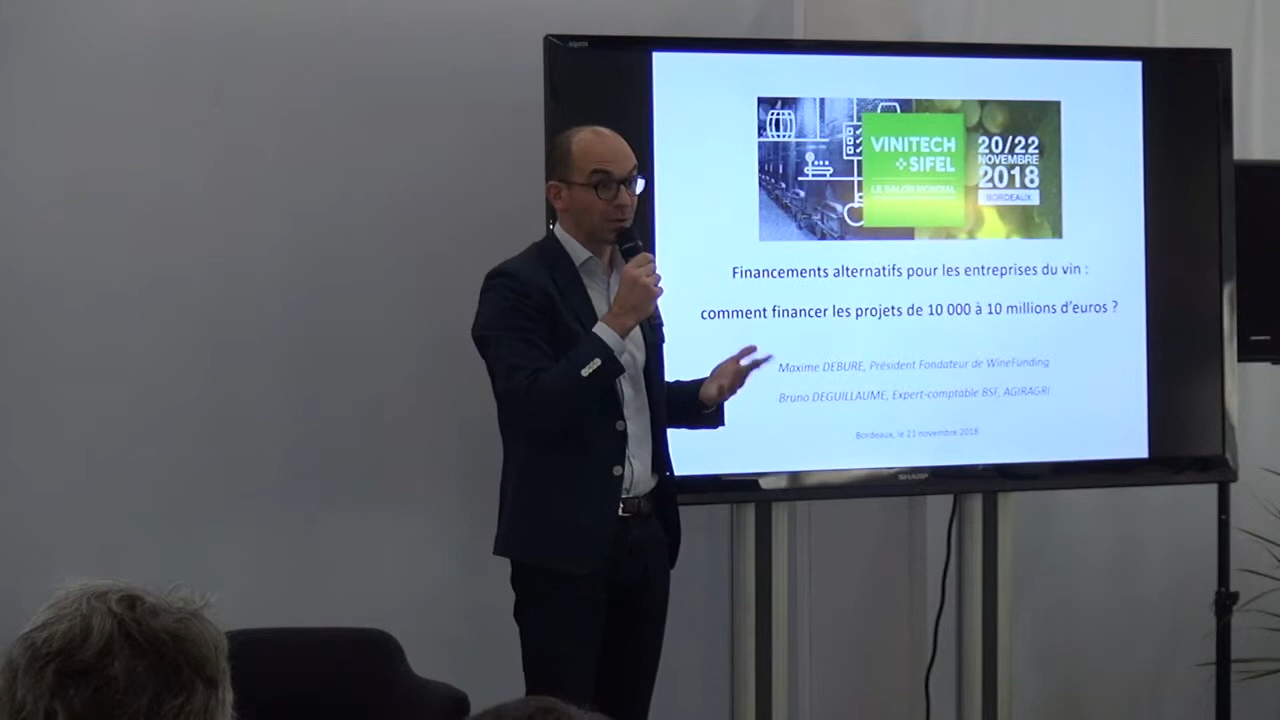 AQUOS
VINITECH
SIFEL
LE SALON MONDIAL
20/22
NOVEMBRE
2018
BORDEAUX
Financements alternatifs pour les entreprises du vin :
comment financer les projets de 10 000 à 10 millions d'euros ?
Maxime DEBURE, Président Fondateur de WineFunding
Bruno DEGUILLAUME, Expert-comptable BSF, AGIRAGRI
Bordeaux, le 21 novembre 2018
SHARP